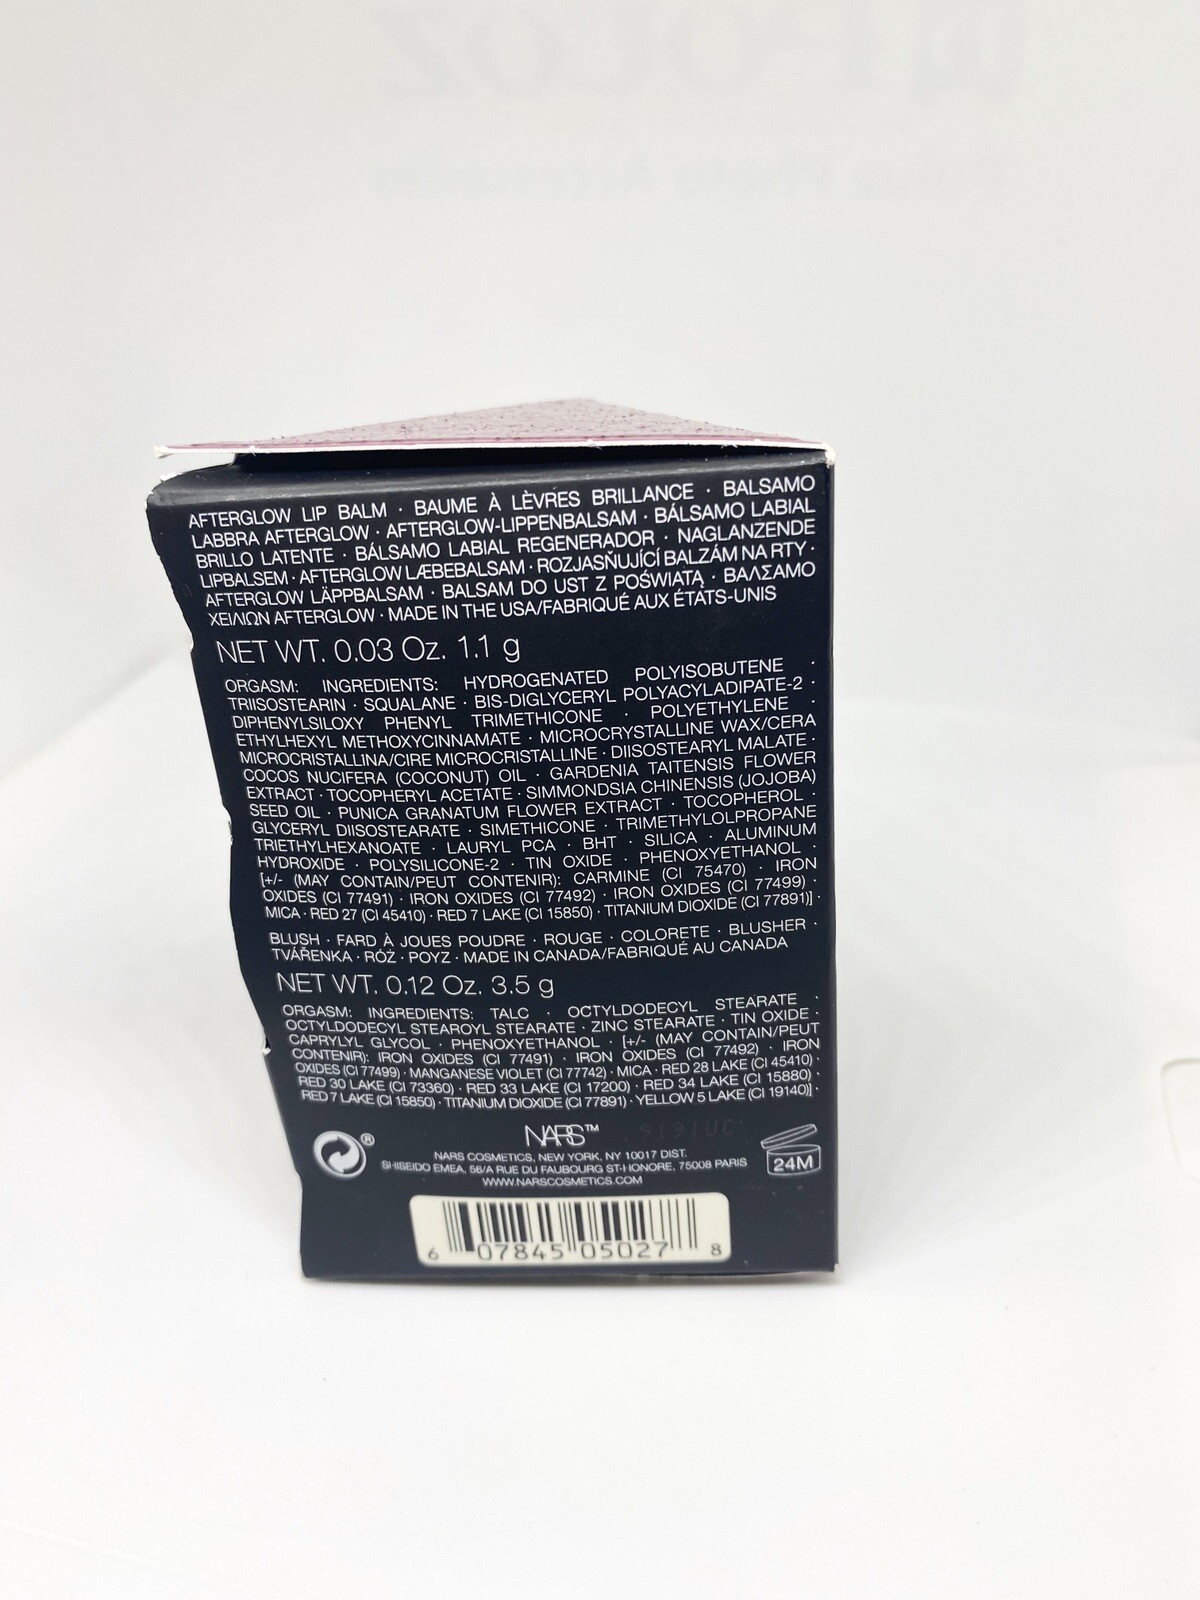 AFTERGLOW LIP BALM · BAUME À LÈVRES BRILLANCE · BALSAMO
LABBRA AFTERGLOW · AFTERGLOW-LIPPENBALSAM · BÁLSAMO LABIAL
BRILLO LATENTE · BÁLSAMO LABIAL REGENERADOR · NAGLANZENDE
LIPBALSEM · AFTERGLOW LÆBEBALSAM · ROZJASŇUJÍCÍ BALZÁM NA RTY ·
AFTERGLOW LÄPPBALSAM · BALSAM DO UST Z POŚWIATĄ · ΒΑΛΣΑΜΟ
ΧΕΙΛΙΩΝ AFTERGLOW · MADE IN THE USA/FABRIQUÉ AUX ÉTATS-UNIS
NET WT. 0.03 Oz. 1.1 g
ORGASM: INGREDIENTS: HYDROGENATED POLYISOBUTENE ·
TRIISOSTEARIN · SQUALANE · BIS-DIGLYCERYL POLYACYLADIPATE-2 ·
DIPHENYLSILOXY PHENYL TRIMETHICONE · POLYETHYLENE ·
ETHYLHEXYL METHOXYCINNAMATE · MICROCRYSTALLINE WAX/CERA
MICROCRISTALLINA/CIRE MICROCRISTALLINE · DIISOSTEARYL MALATE ·
COCOS NUCIFERA (COCONUT) OIL · GARDENIA TAITENSIS FLOWER
EXTRACT · TOCOPHERYL ACETATE · SIMMONDSIA CHINENSIS (JOJOBA)
SEED OIL · PUNICA GRANATUM FLOWER EXTRACT · TOCOPHEROL ·
GLYCERYL DIISOSTEARATE · SIMETHICONE · TRIMETHYLOLPROPANE
TRIETHYLHEXANOATE · LAURYL PCA · BHT · SILICA · ALUMINUM
HYDROXIDE · POLYSILICONE-2 · TIN OXIDE · PHENOXYETHANOL ·
[+/- (MAY CONTAIN/PEUT CONTENIR): CARMINE (CI 75470) · IRON
OXIDES (CI 77491) · IRON OXIDES (CI 77492) · IRON OXIDES (CI 77499) ·
MICA · RED 27 (CI 45410) · RED 7 LAKE (CI 15850) · TITANIUM DIOXIDE (CI 77891)] ·
BLUSH · FARD À JOUES POUDRE · ROUGE · COLORETE · BLUSHER ·
TVÁŘENKA · RÓŻ · ΡΟΥΖ · MADE IN CANADA/FABRIQUÉ AU CANADA
NET WT. 0.12 Oz. 3.5 g
ORGASM: INGREDIENTS: TALC · OCTYLDODECYL STEARATE ·
OCTYLDODECYL STEAROYL STEARATE · ZINC STEARATE · TIN OXIDE ·
CAPRYLYL GLYCOL · PHENOXYETHANOL · [+/- (MAY CONTAIN/PEUT
CONTENIR): IRON OXIDES (CI 77491) · IRON OXIDES (CI 77492) · IRON
OXIDES (CI 77499) · MANGANESE VIOLET (CI 77742) · MICA · RED 28 LAKE (CI 45410) ·
RED 30 LAKE (CI 73360) · RED 33 LAKE (CI 17200) · RED 34 LAKE (CI 15880) ·
RED 7 LAKE (CI 15850) · TITANIUM DIOXIDE (CI 77891) · YELLOW 5 LAKE (CI 19140)] ·
NARS™
NARS COSMETICS, NEW YORK, NY 10017 DIST.
SHISEIDO EMEA, 56/A RUE DU FAUBOURG ST-HONORE, 75008 PARIS
WWW.NARSCOSMETICS.COM
®
24M
6 07845 05027 8